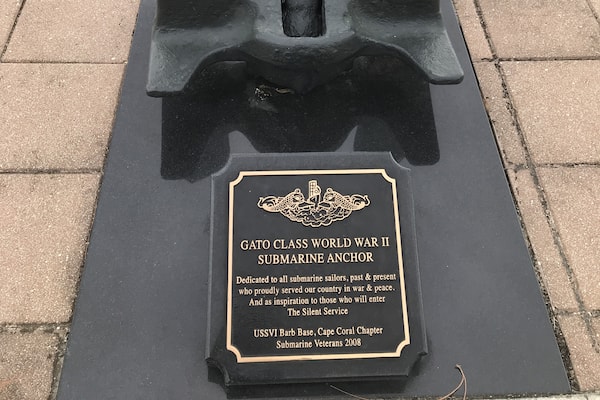 GATO CLASS WORLD WAR II
SUBMARINE ANCHOR
Dedicated to all submarine sailors, past & present
who proudly served our country in war & peace.
And as inspiration to those who will enter
The Silent Service
USSVI Barb Base, Cape Coral Chapter
Submarine Veterans 2008